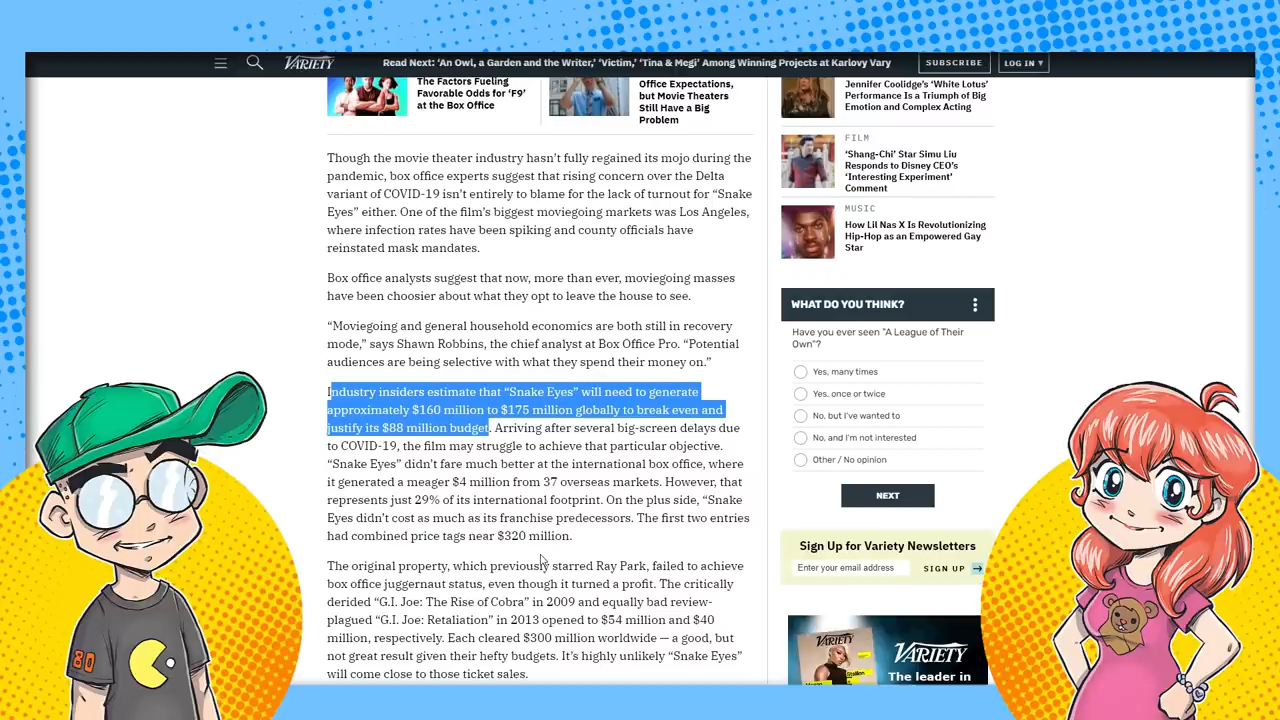 VARIETY
Read Next: ‘An Owl, a Garden and the Writer,’ ‘Victim,’ ‘Tina & Megi’ Among Winning Projects at Karlovy Vary
SUBSCRIBE
LOG IN ▾
The Factors Fueling
Favorable Odds for ‘F9’
at the Box Office
Office Expectations,
but Movie Theaters
Still Have a Big
Problem
Though the movie theater industry hasn’t fully regained its mojo during the
pandemic, box office experts suggest that rising concern over the Delta
variant of COVID-19 isn’t entirely to blame for the lack of turnout for “Snake
Eyes” either. One of the film’s biggest moviegoing markets was Los Angeles,
where infection rates have been spiking and county officials have
reinstated mask mandates.
Box office analysts suggest that now, more than ever, moviegoing masses
have been choosier about what they opt to leave the house to see.
“Moviegoing and general household economics are both still in recovery
mode,” says Shawn Robbins, the chief analyst at Box Office Pro. “Potential
audiences are being selective with what they spend their money on.”
Industry insiders estimate that “Snake Eyes” will need to generate
approximately $160 million to $175 million globally to break even and
justify its $88 million budget. Arriving after several big-screen delays due
to COVID-19, the film may struggle to achieve that particular objective.
“Snake Eyes” didn’t fare much better at the international box office, where
it generated a meager $4 million from 37 overseas markets. However, that
represents just 29% of its international footprint. On the plus side, “Snake
Eyes didn’t cost as much as its franchise predecessors. The first two entries
had combined price tags near $320 million.
The original property, which previously starred Ray Park, failed to achieve
box office juggernaut status, even though it turned a profit. The critically
derided “G.I. Joe: The Rise of Cobra” in 2009 and equally bad review-
plagued “G.I. Joe: Retaliation” in 2013 opened to $54 million and $40
million, respectively. Each cleared $300 million worldwide — a good, but
not great result given their hefty budgets. It’s highly unlikely “Snake Eyes”
will come close to those ticket sales.
Jennifer Coolidge’s ‘White Lotus’
Performance Is a Triumph of Big
Emotion and Complex Acting
FILM
‘Shang-Chi’ Star Simu Liu
Responds to Disney CEO’s
‘Interesting Experiment’
Comment
MUSIC
How Lil Nas X Is Revolutionizing
Hip-Hop as an Empowered Gay
Star
WHAT DO YOU THINK?
Have you ever seen “A League of Their
Own”?
Yes, many times
Yes, once or twice
No, but I’ve wanted to
No, and I’m not interested
Other / No opinion
NEXT
Sign Up for Variety Newsletters
Enter your email address
SIGN UP
VARIETY
VARIETY
The leader in
80